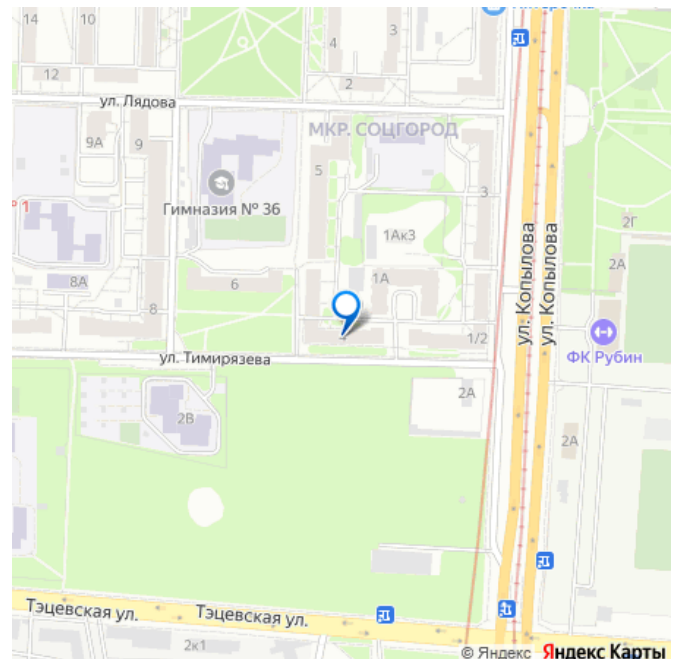 14
10
4
3
12
2
ул. Лядова
МКР. СОЦГОРОД
9А
9
5
3
Гимназия № 36
1
1Ак3
2Г
2А
8А
6
1А
8
ул. Копылова
ул. Копылова
1/2
ФК Рубин
ул. Тимирязева
2А
2В
2А
Тэцевская ул.
Тэцевская ул.
2к1
© Яндекс Яндекс Карты